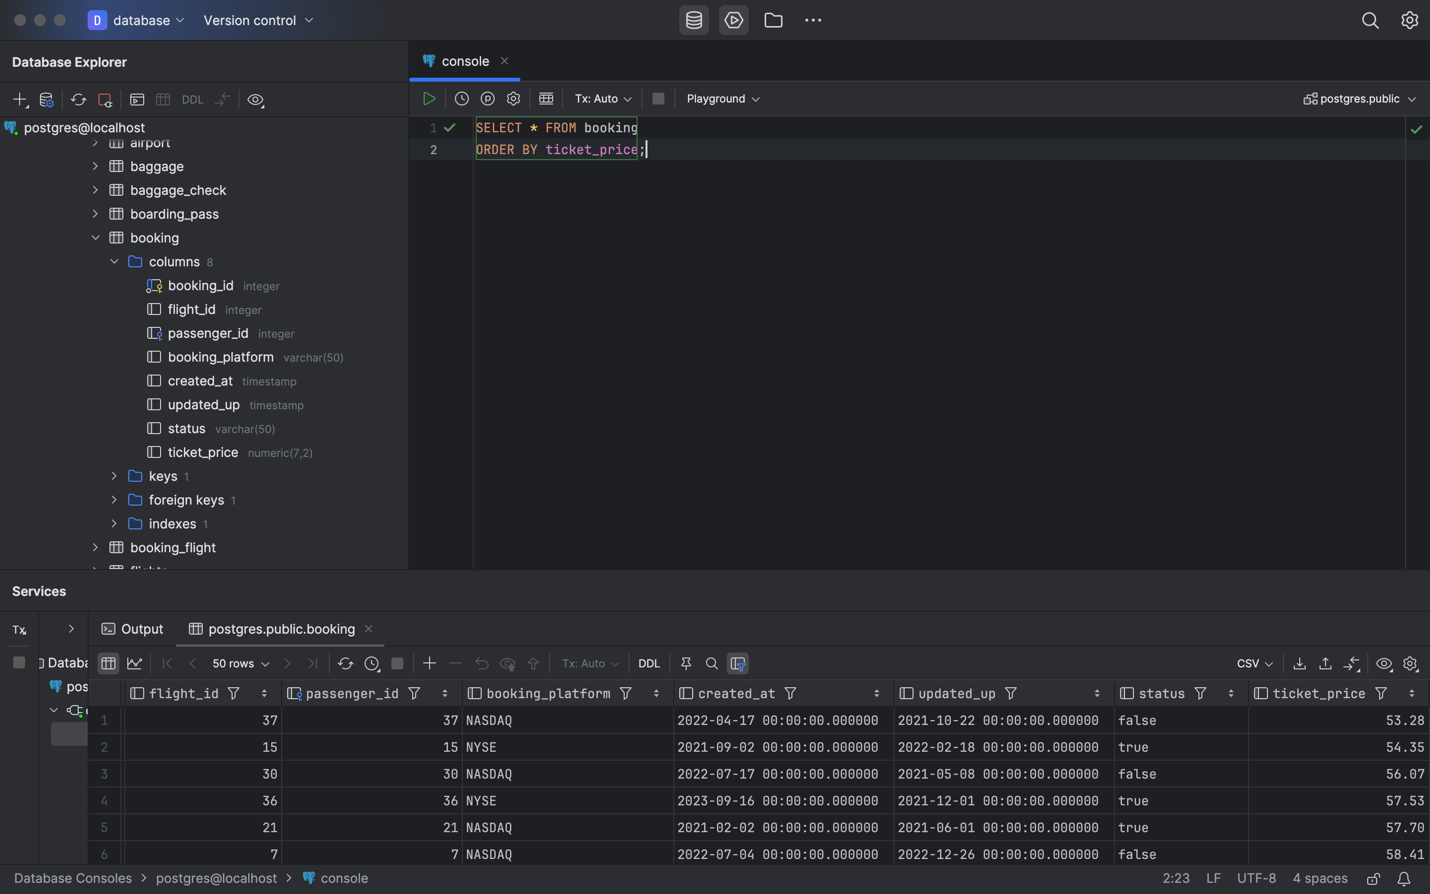 D database Version control
Database Explorer
console
DDL
Tx: Auto Playground postgres.public
postgres@localhost
airport
baggage
baggage_check
boarding_pass
booking
columns 8
booking_id integer
flight_id integer
passenger_id integer
booking_platform varchar(50)
created_at timestamp
updated_up timestamp
status varchar(50)
ticket_price numeric(7,2)
keys 1
foreign keys 1
indexes 1
booking_flight
1 SELECT * FROM booking
2 ORDER BY ticket_price;
Services
Tx Output postgres.public.booking
Databa
pos
50 rows Tx: Auto DDL CSV
flight_id passenger_id booking_platform created_at updated_up status ticket_price
1 37 37 NASDAQ 2022-04-17 00:00:00.000000 2021-10-22 00:00:00.000000 false 53.28
2 15 15 NYSE 2021-09-02 00:00:00.000000 2022-02-18 00:00:00.000000 true 54.35
3 30 30 NASDAQ 2022-07-17 00:00:00.000000 2021-05-08 00:00:00.000000 false 56.07
4 36 36 NYSE 2023-09-16 00:00:00.000000 2021-12-01 00:00:00.000000 true 57.53
5 21 21 NASDAQ 2021-02-02 00:00:00.000000 2021-06-01 00:00:00.000000 true 57.70
6 7 7 NASDAQ 2022-07-04 00:00:00.000000 2022-12-26 00:00:00.000000 false 58.41
Database Consoles > postgres@localhost > console 2:23 LF UTF-8 4 spaces